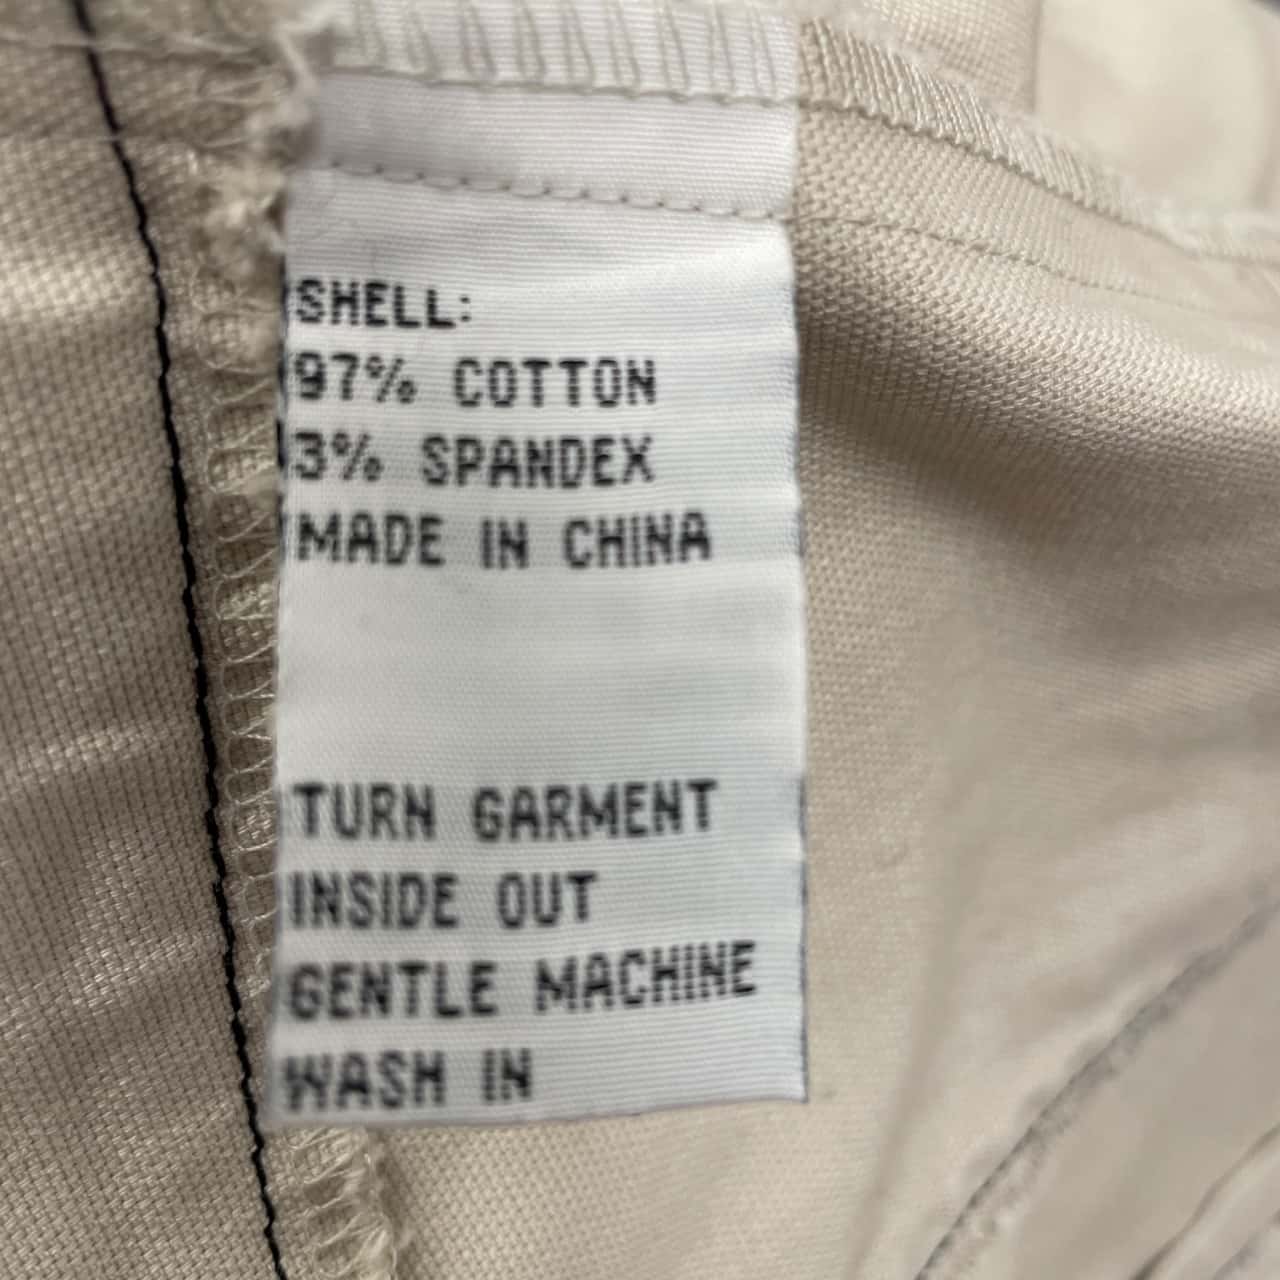 SHELL:
97% COTTON
3% SPANDEX
MADE IN CHINA
TURN GARMENT
INSIDE OUT
GENTLE MACHINE
WASH IN